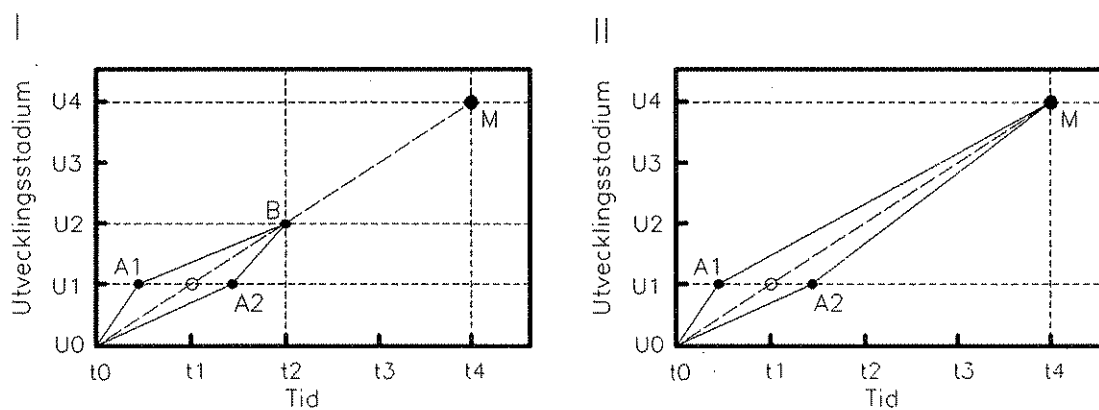 I
Utvecklingsstadium
U4
U3
U2
U1
U0
M
B
A1
A2
t0 t1 t2 t3 t4
Tid
II
Utvecklingsstadium
U4
U3
U2
U1
U0
M
A1
A2
t0 t1 t2 t3 t4
Tid